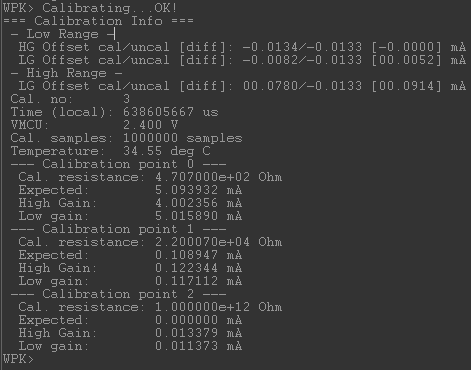 WPK> Calibrating...OK!
=== Calibration Info ===
- Low Range -
HG Offset cal/uncal [diff]: -0.0134/-0.0133 [-0.0000] mA
LG Offset cal/uncal [diff]: -0.0082/-0.0133 [00.0052] mA
- High Range -
LG Offset cal/uncal [diff]: 00.0780/-0.0133 [00.0914] mA
Cal. no: 3
Time (local): 638605667 us
VMCU: 2.400 V
Cal. samples: 1000000 samples
Temperature: 34.55 deg C
--- Calibration point 0 ---
Cal. resistance: 4.707000e+02 Ohm
Expected: 5.093932 mA
High Gain: 4.002356 mA
Low gain: 5.015890 mA
--- Calibration point 1 ---
Cal. resistance: 2.200070e+04 Ohm
Expected: 0.108947 mA
High Gain: 0.122344 mA
Low gain: 0.117112 mA
--- Calibration point 2 ---
Cal. resistance: 1.000000e+12 Ohm
Expected: 0.000000 mA
High Gain: 0.013379 mA
Low gain: 0.011373 mA
WPK>